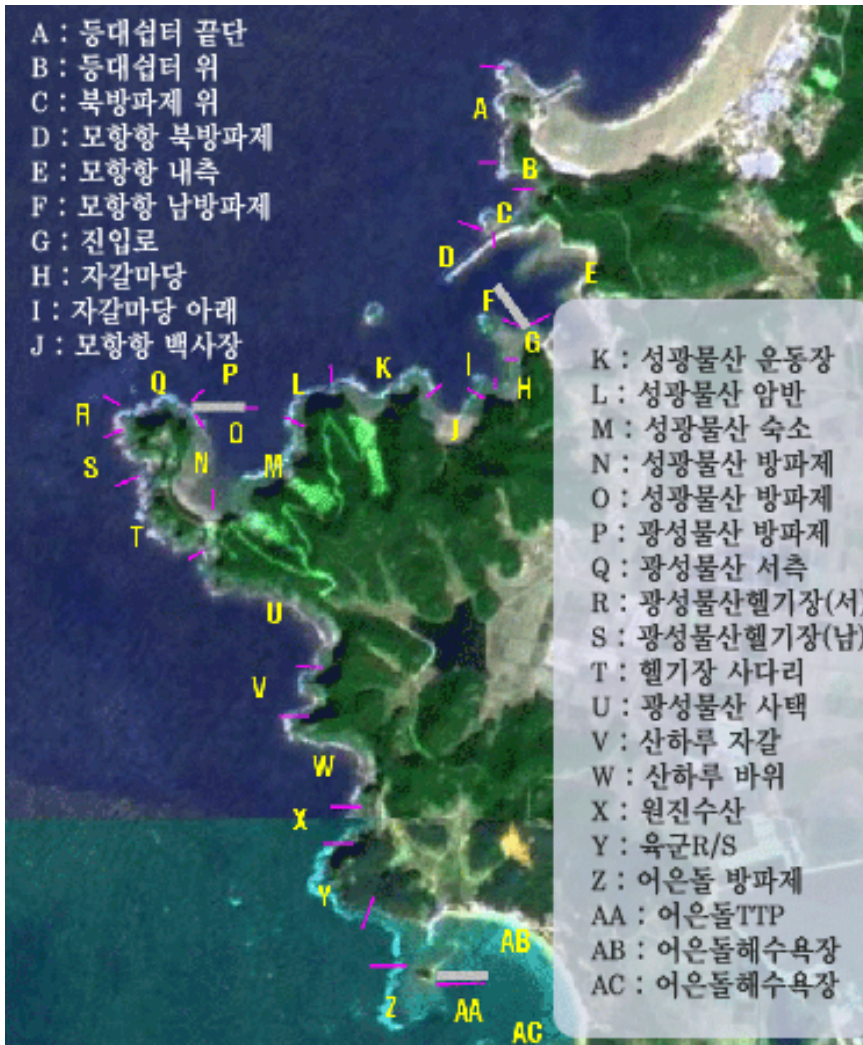 A : 등대쉽터 끝단
B : 등대쉽터 위
C : 북방파제 위
D : 모항항 북방파제
E : 모항항 내측
F : 모항항 남방파제
G : 진입로
H : 자갈마당
I : 자갈마당 아래
J : 모항항 백사장
A
B
C
D
E
F
G
K : 성광물산 운동장
L : 성광물산 암반
M : 성광물산 숙소
N : 성광물산 방파제
O : 성광물산 방파제
P : 광성물산 방파제
Q : 광성물산 서측
R : 광성물산헬기장(서)
S : 광성물산헬기장(남)
T : 헬기장 사다리
U : 광성물산 사택
V : 산하루 자갈
W : 산하루 바위
X : 원진수산
Y : 육군R/S
Z : 어은돌 방파제
AA : 어은돌TTP
AB : 어은돌해수욕장
AC : 어은돌해수욕장
Q P L K I H
R O J
S N M
T
U
V
W
X
Y
AB
Z AA
AC